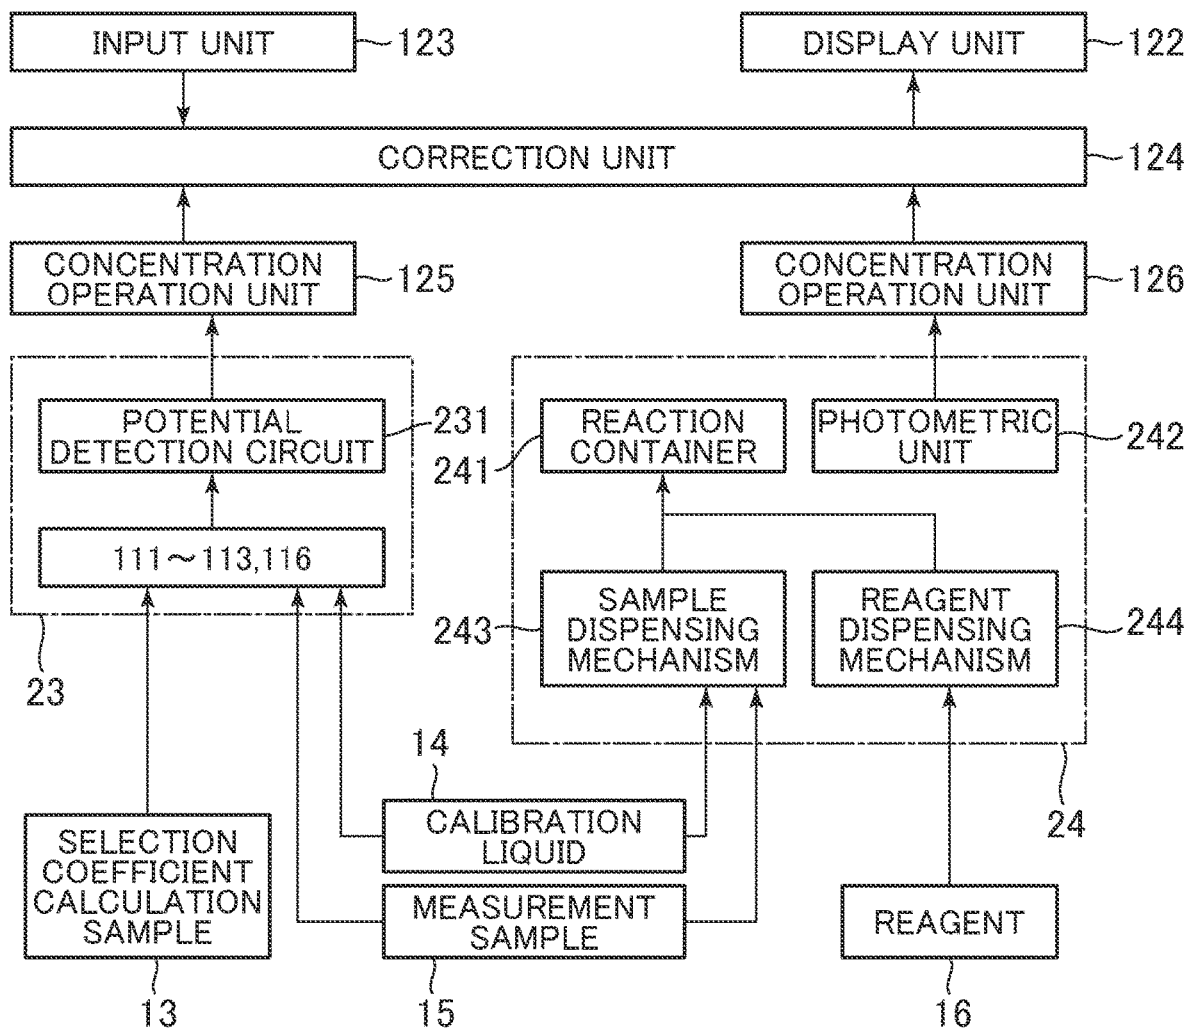 INPUT UNIT
123
DISPLAY UNIT
122
CORRECTION UNIT
124
CONCENTRATION
OPERATION UNIT
125
CONCENTRATION
OPERATION UNIT
126
POTENTIAL
DETECTION CIRCUIT
231
241
REACTION
CONTAINER
PHOTOMETRIC
UNIT
242
111～113,116
23
243
SAMPLE
DISPENSING
MECHANISM
REAGENT
DISPENSING
MECHANISM
244
14
24
SELECTION
COEFFICIENT
CALCULATION
SAMPLE
13
CALIBRATION
LIQUID
MEASUREMENT
SAMPLE
15
REAGENT
16